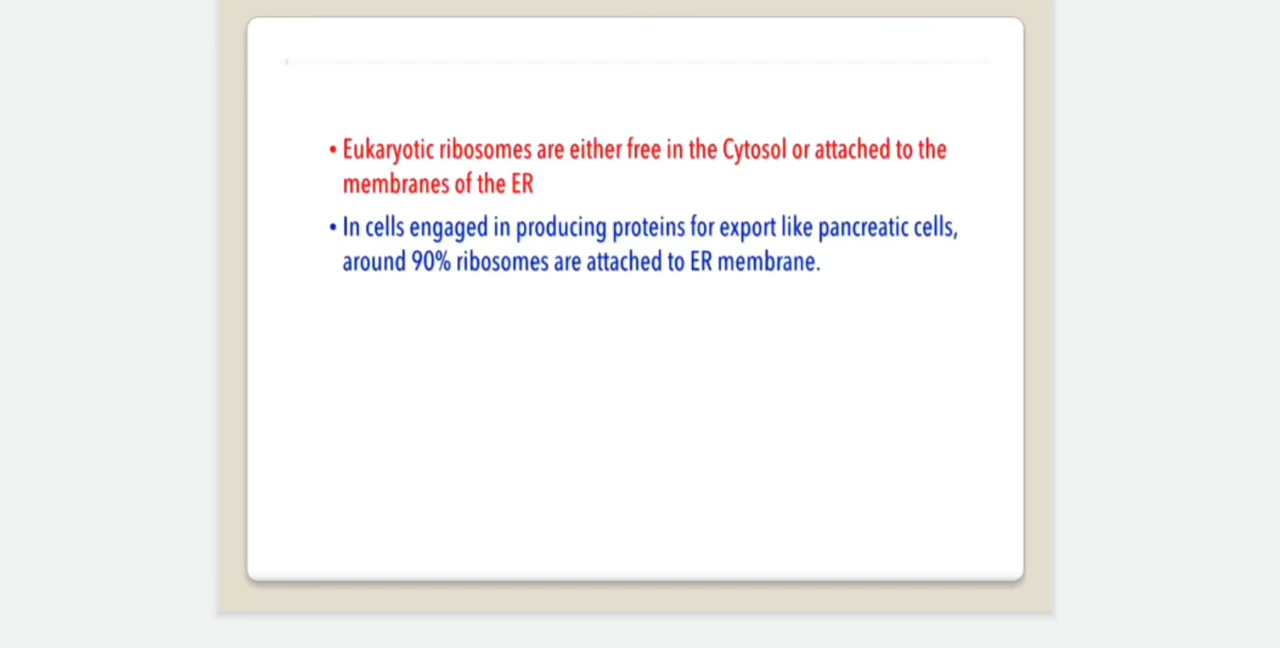 • Eukaryotic ribosomes are either free in the Cytosol or attached to the
membranes of the ER
• In cells engaged in producing proteins for export like pancreatic cells,
around 90% ribosomes are attached to ER membrane.